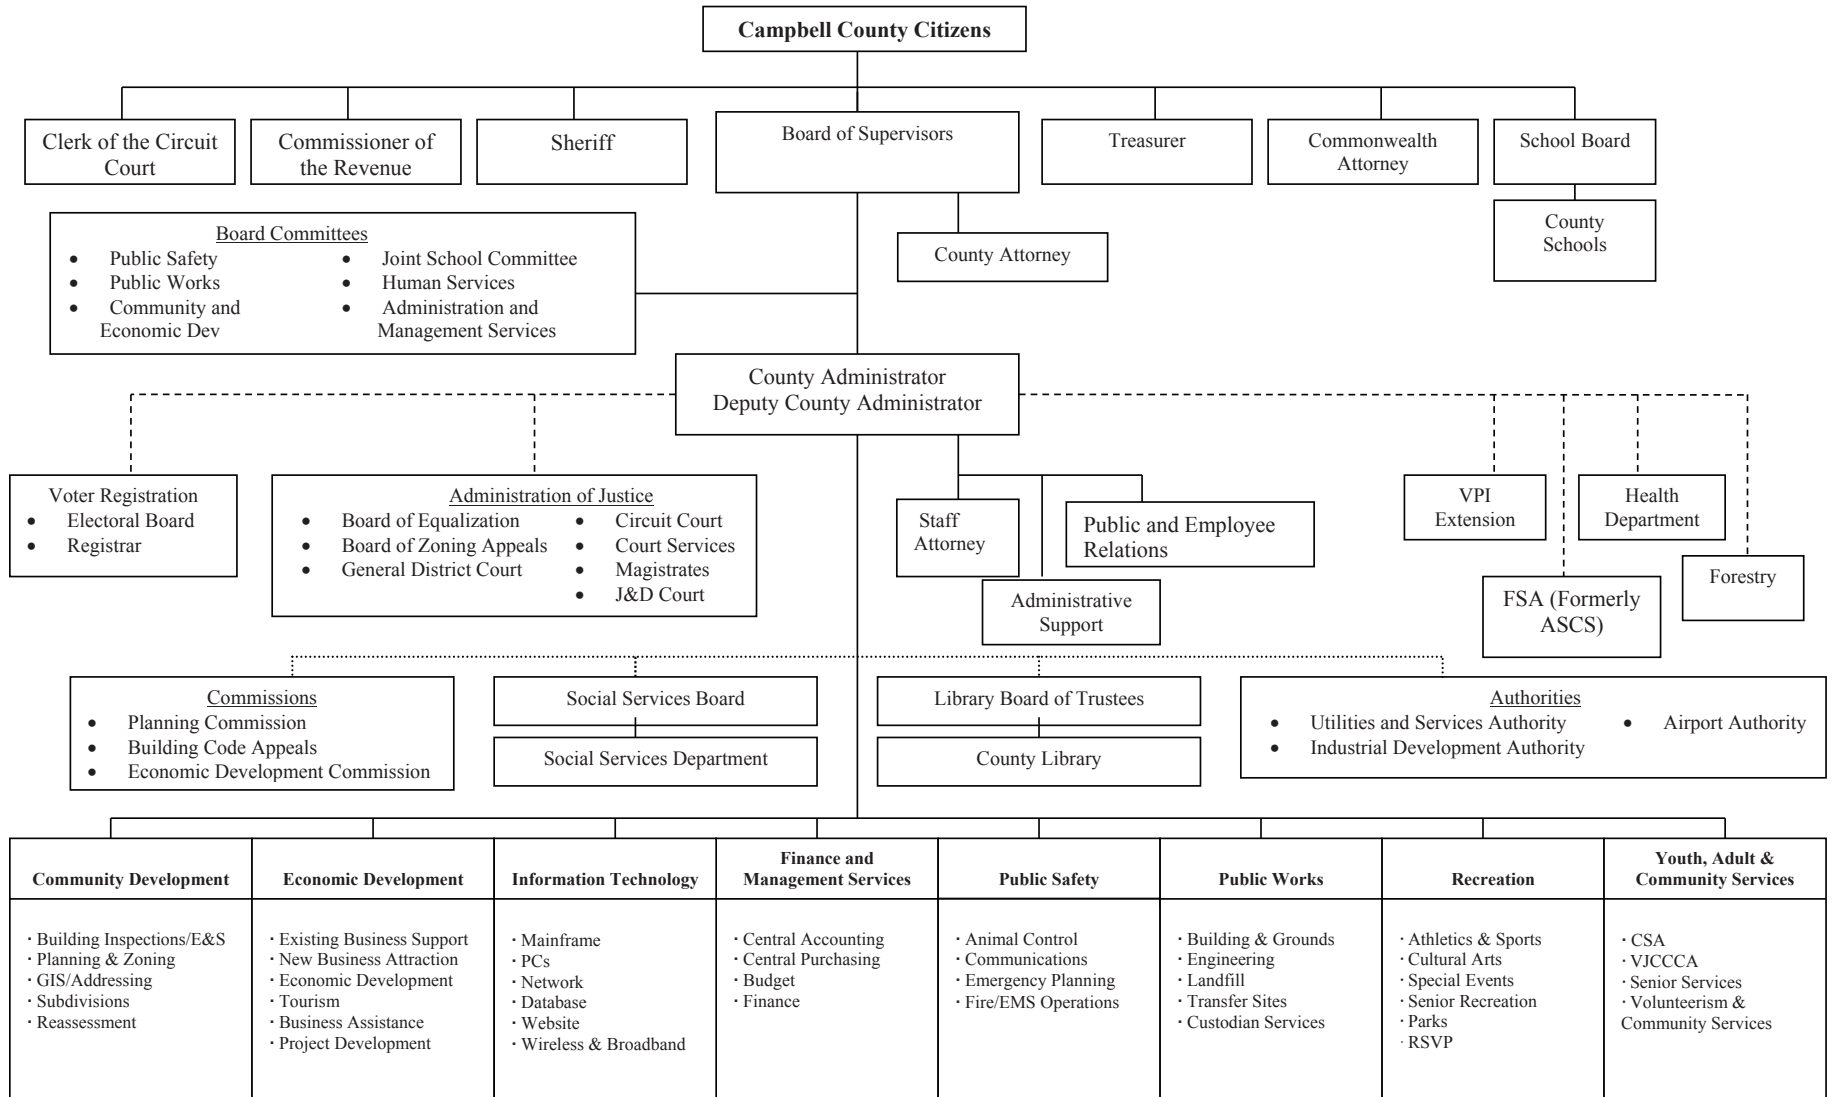 Campbell County Citizens
Clerk of the Circuit
Court
Commissioner of
the Revenue
Sheriff
Board of Supervisors
Treasurer
Commonwealth
Attorney
School Board
County
Schools
Board Committees
• Public Safety
• Public Works
• Community and
Economic Dev
• Joint School Committee
• Human Services
• Administration and
Management Services
County Attorney
County Administrator
Deputy County Administrator
Voter Registration
• Electoral Board
• Registrar
Administration of Justice
• Board of Equalization
• Board of Zoning Appeals
• General District Court
• Circuit Court
• Court Services
• Magistrates
• J&D Court
Staff
Attorney
Public and Employee
Relations
Administrative
Support
VPI
Extension
Health
Department
FSA (Formerly
ASCS)
Forestry
Commissions
• Planning Commission
• Building Code Appeals
• Economic Development Commission
Social Services Board
Social Services Department
Library Board of Trustees
County Library
Authorities
• Utilities and Services Authority
• Industrial Development Authority
• Airport Authority
Community Development
· Building Inspections/E&S
· Planning & Zoning
· GIS/Addressing
· Subdivisions
· Reassessment
Economic Development
· Existing Business Support
· New Business Attraction
· Economic Development
· Tourism
· Business Assistance
· Project Development
Information Technology
· Mainframe
· PCs
· Network
· Database
· Website
· Wireless & Broadband
Finance and
Management Services
· Central Accounting
· Central Purchasing
· Budget
· Finance
Public Safety
· Animal Control
· Communications
· Emergency Planning
· Fire/EMS Operations
Public Works
· Building & Grounds
· Engineering
· Landfill
· Transfer Sites
· Custodian Services
Recreation
· Athletics & Sports
· Cultural Arts
· Special Events
· Senior Recreation
· Parks
· RSVP
Youth, Adult &
Community Services
· CSA
· VJCCCA
· Senior Services
· Volunteerism &
Community Services